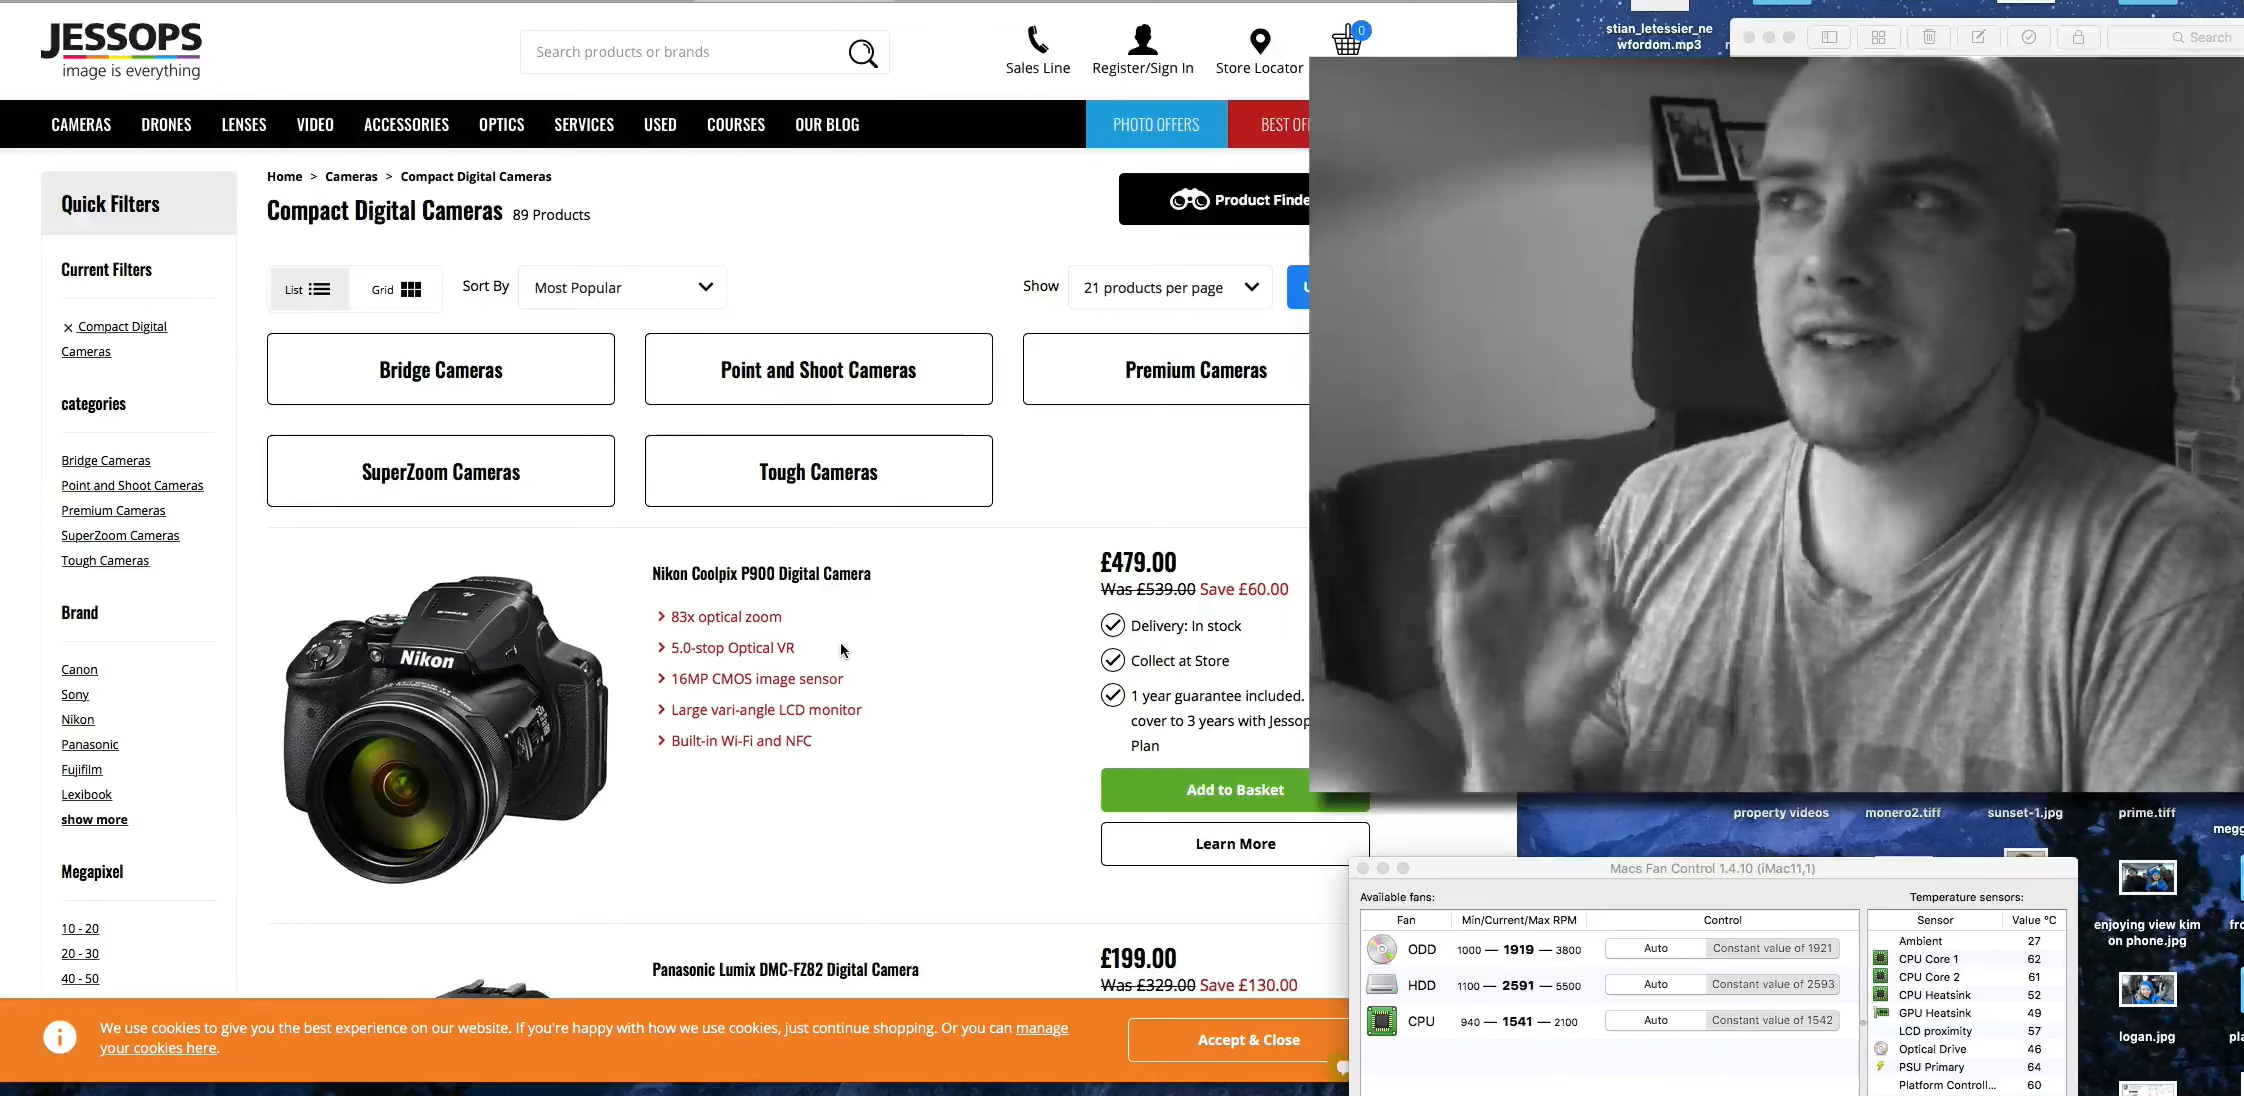 JESSOPS
image is everything
Search products or brands
Sales Line
Register/Sign In
Store Locator
0
CAMERAS
DRONES
LENSES
VIDEO
ACCESSORIES
OPTICS
SERVICES
USED
COURSES
OUR BLOG
PHOTO OFFERS
BEST
Quick Filters
Current Filters
× Compact Digital
Cameras
categories
Bridge Cameras
Point and Shoot Cameras
Premium Cameras
SuperZoom Cameras
Tough Cameras
Brand
Canon
Sony
Nikon
Panasonic
Fujifilm
Lexibook
show more
Megapixel
10 - 20
20 - 30
40 - 50
Home > Cameras > Compact Digital Cameras
Compact Digital Cameras 89 Products
Product
List
Grid
Sort By
Most Popular
Show
21 products per page
Bridge Cameras
Point and Shoot Cameras
Premium Cameras
SuperZoom Cameras
Tough Cameras
Nikon
Nikon Coolpix P900 Digital Camera
> 83x optical zoom
> 5.0-stop Optical VR
> 16MP CMOS image sensor
> Large vari-angle LCD monitor
> Built-in Wi-Fi and NFC
£479.00
Was £539.00 Save £60.00
Delivery: In stock
Collect at Store
1 year guarantee included.
cover to 3 years with
Plan
Add to Basket
Learn More
Panasonic Lumix DMC-FZ82 Digital Camera
£199.00
Was £329.00 Save £130.00
We use cookies to give you the best experience on our website. If you're happy with how we use cookies, just continue shopping. Or you can manage
your cookies here.
Accept & Close
stian_letessier_ne
wfordom.mp3
Search
property videos
monero2.tiff
sunset-1.jpg
prime.tiff
enjoying view kim
on phone.jpg
logan.jpg
Macs Fan Control 1.4.10 (iMac11,1)
Available fans:
Fan
Min/Current/Max RPM
Control
ODD
1000 — 1919 — 3800
Auto
Constant value of 1921
HDD
1100 — 2591 — 5500
Auto
Constant value of 2593
CPU
940 — 1541 — 2100
Auto
Constant value of 1542
Temperature sensors:
Sensor
Value °C
Ambient 27
CPU Core 1 62
CPU Core 2 61
CPU Heatsink 52
GPU Heatsink 49
LCD proximity 57
Optical Drive 46
PSU Primary 64
Platform Controll... 60